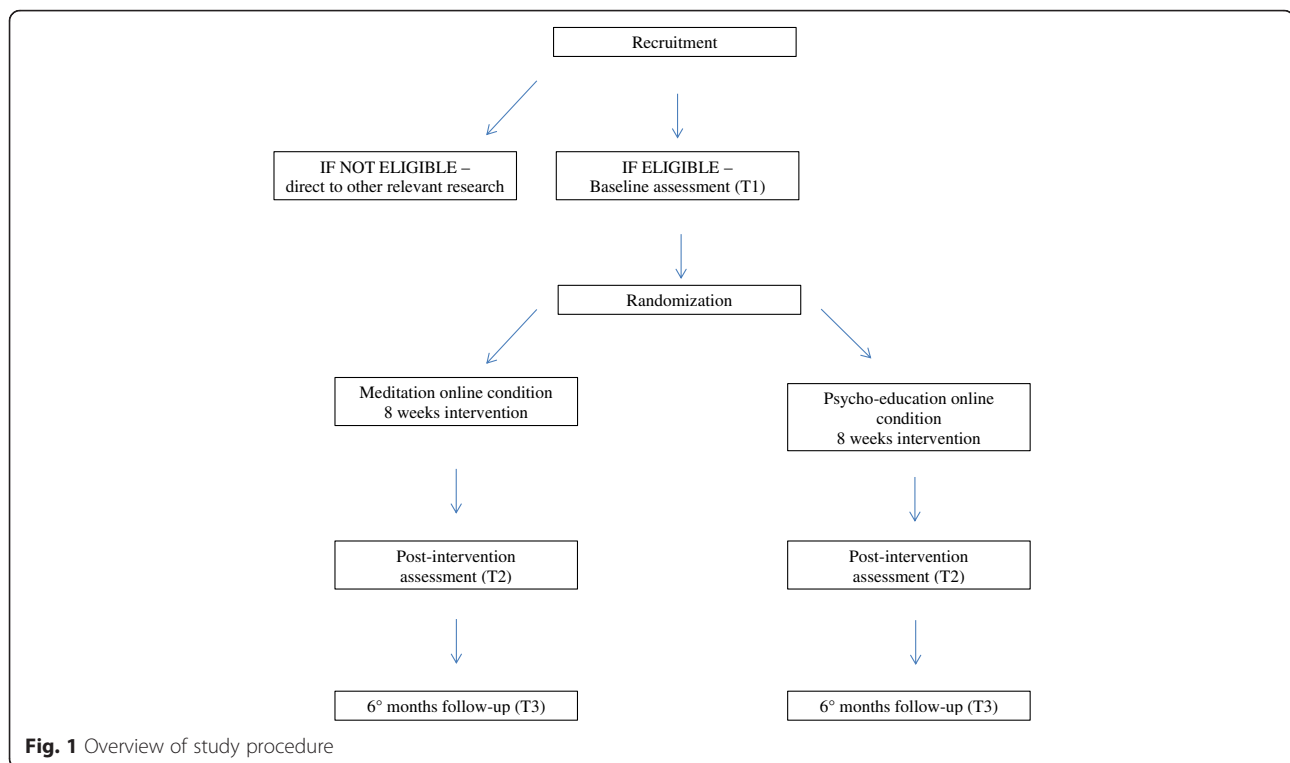 Recruitment
IF NOT ELIGIBLE –
direct to other relevant research
IF ELIGIBLE –
Baseline assessment (T1)
Randomization
Meditation online condition
8 weeks intervention
Psycho-education online
condition
8 weeks intervention
Post-intervention
assessment (T2)
Post-intervention
assessment (T2)
6° months follow-up (T3)
6° months follow-up (T3)
Fig. 1 Overview of study procedure